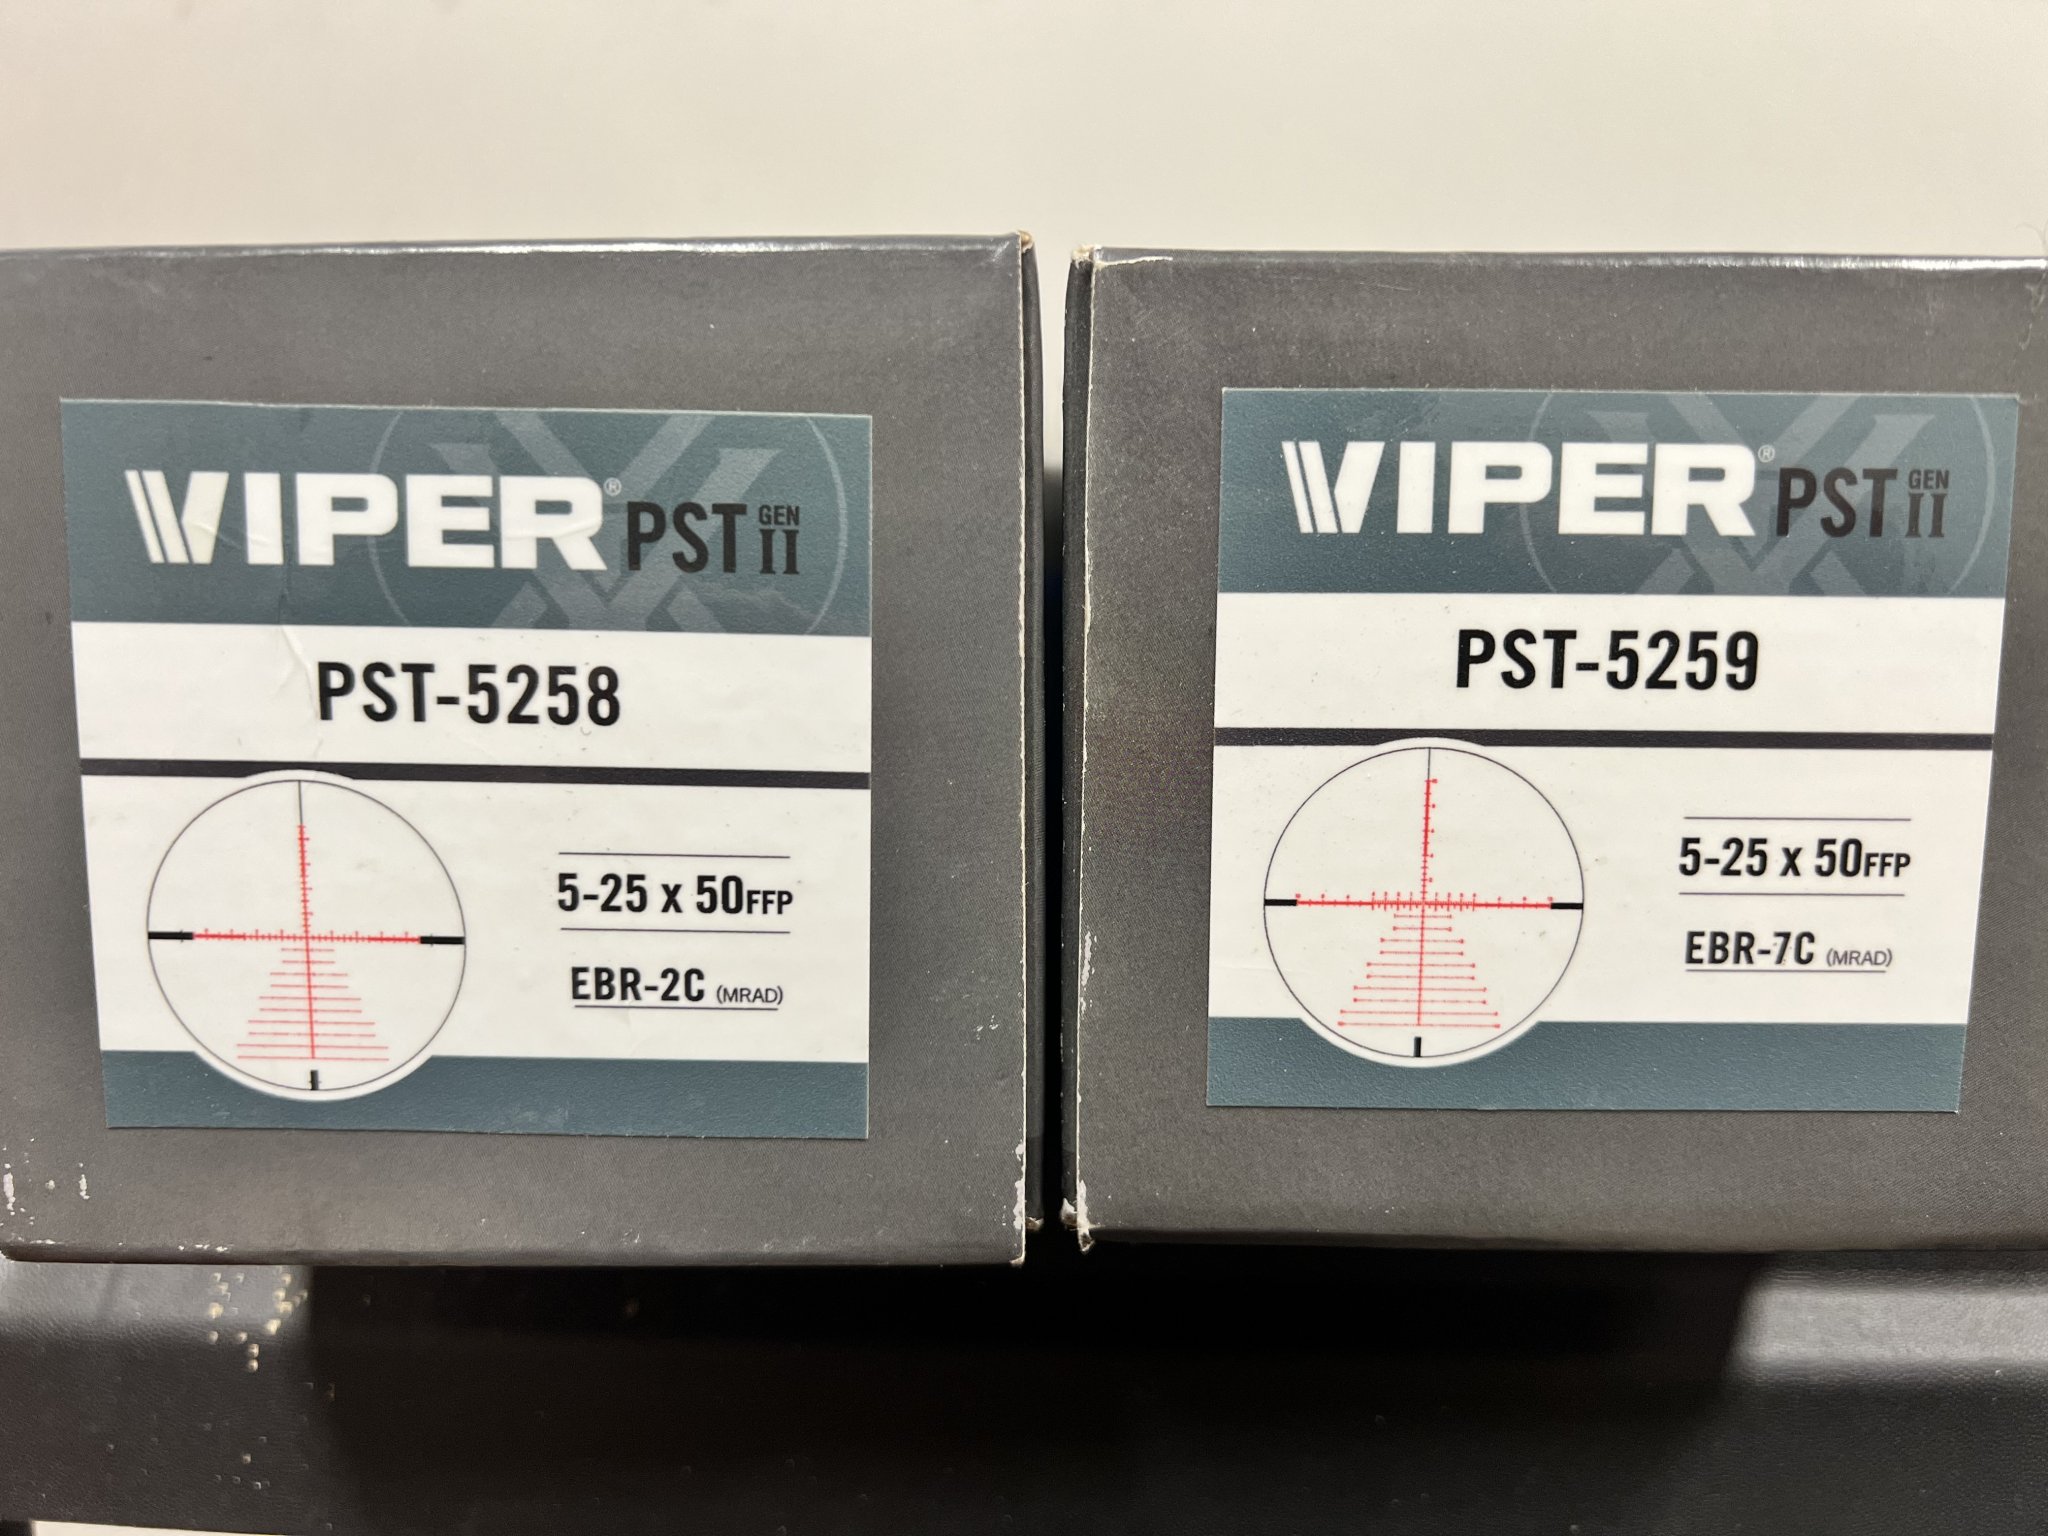 VIPER® PST GEN II
PST-5258
5-25 x 50FFP
EBR-2C (MRAD)
VIPER® PST GEN II
PST-5259
5-25 x 50FFP
EBR-7C (MRAD)